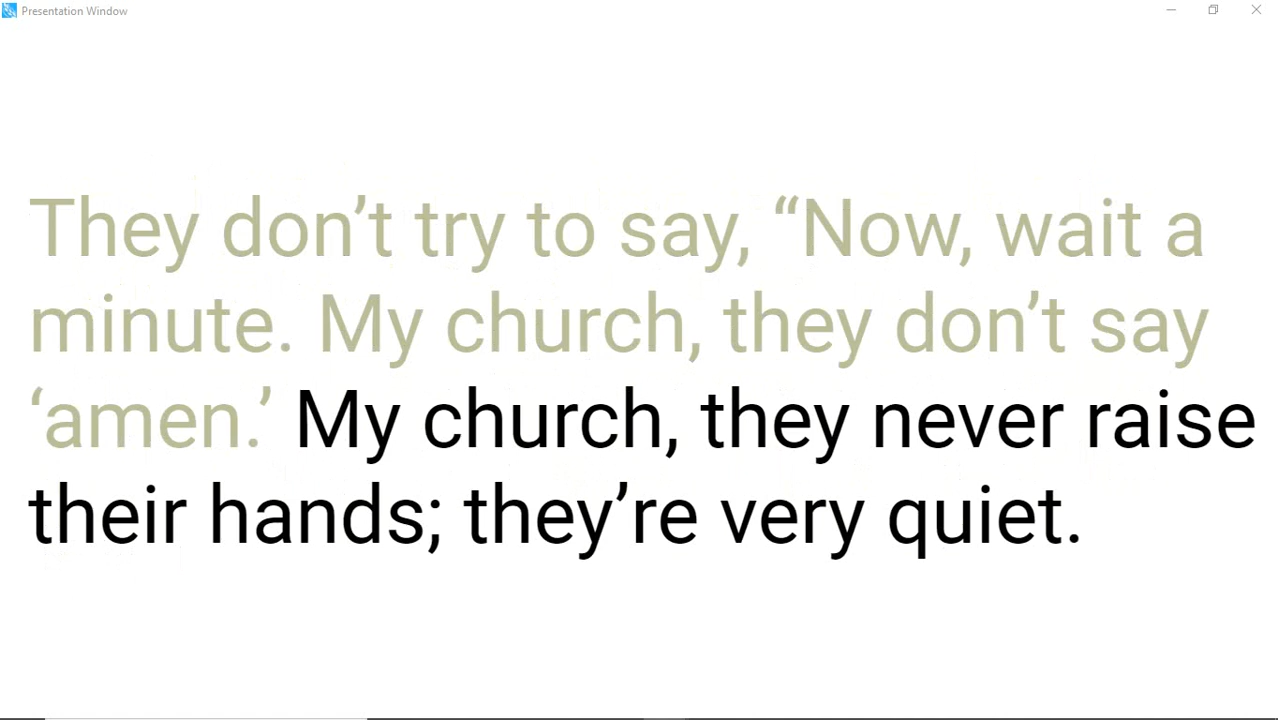 Presentation Window
They don’t try to say, “Now, wait a
minute. My church, they don’t say
‘amen.’ My church, they never raise
their hands; they’re very quiet.